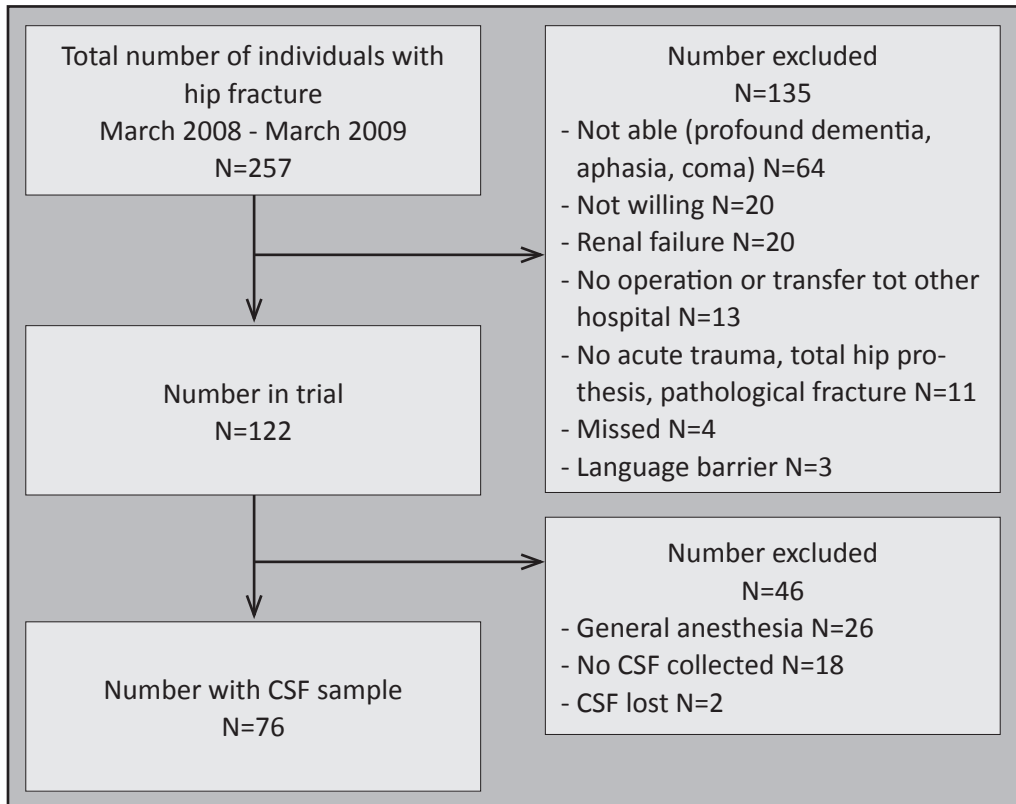 Total number of individuals with
hip fracture
March 2008 - March 2009
N=257
Number excluded
N=135
- Not able (profound dementia,
aphasia, coma) N=64
- Not willing N=20
- Renal failure N=20
- No operation or transfer tot other
hospital N=13
- No acute trauma, total hip pro-
thesis, pathological fracture N=11
- Missed N=4
- Language barrier N=3
Number in trial
N=122
Number excluded
N=46
- General anesthesia N=26
- No CSF collected N=18
- CSF lost N=2
Number with CSF sample
N=76